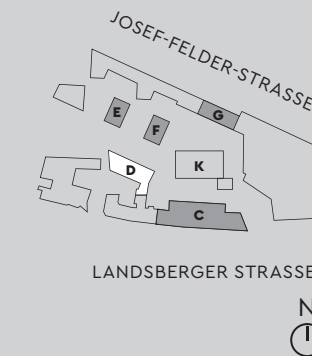 JOSEF-FELDER-STRASSE
E
G
F
D
K
C
LANDSBERGER STRASSE
N